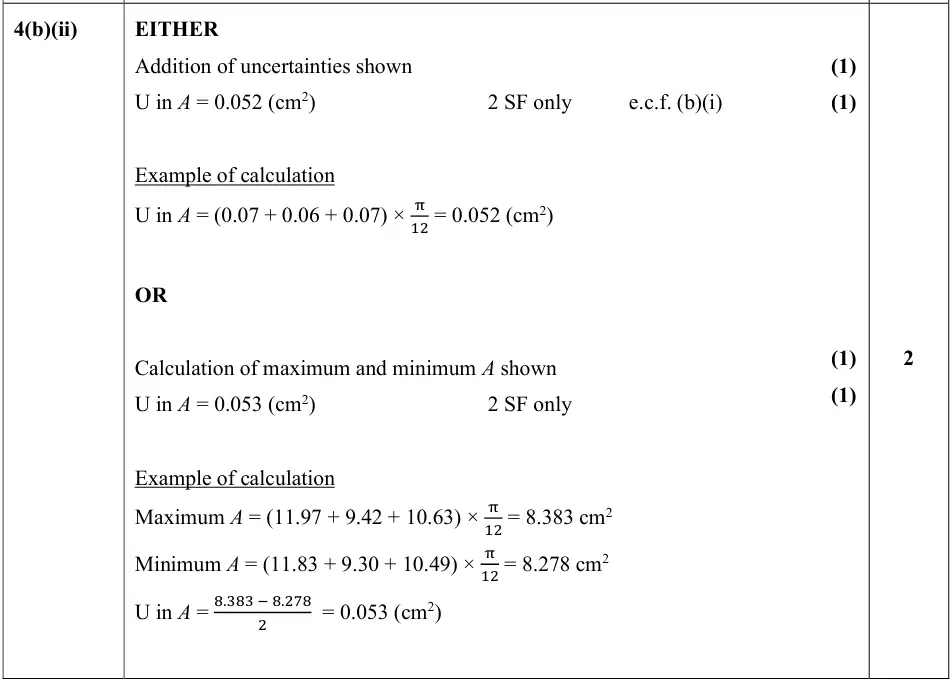 4(b)(ii) EITHER
Addition of uncertainties shown (1)
U in A = 0.052 (cm²) 2 SF only e.c.f. (b)(i) (1)
Example of calculation
U in A = (0.07 + 0.06 + 0.07) × π/12 = 0.052 (cm²)
OR
Calculation of maximum and minimum A shown (1) 2
U in A = 0.053 (cm²) 2 SF only (1)
Example of calculation
Maximum A = (11.97 + 9.42 + 10.63) × π/12 = 8.383 cm²
Minimum A = (11.83 + 9.30 + 10.49) × π/12 = 8.278 cm²
U in A = (8.383 − 8.278)/2 = 0.053 (cm²)